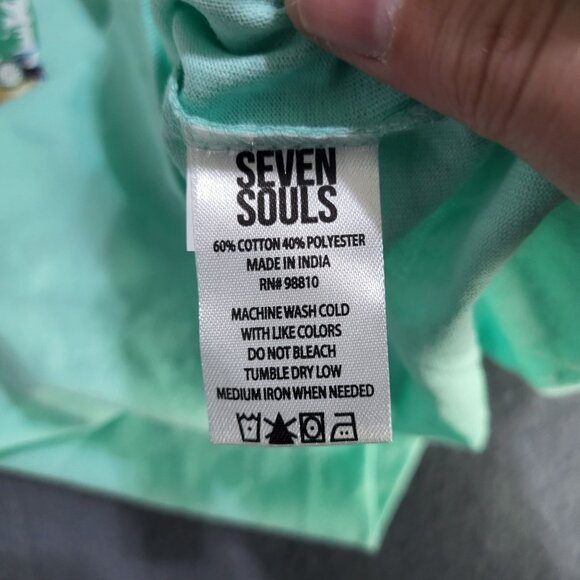 SEVEN
SOULS
60% COTTON 40% POLYESTER
MADE IN INDIA
RN# 98810
MACHINE WASH COLD
WITH LIKE COLORS
DO NOT BLEACH
TUMBLE DRY LOW
MEDIUM IRON WHEN NEEDED